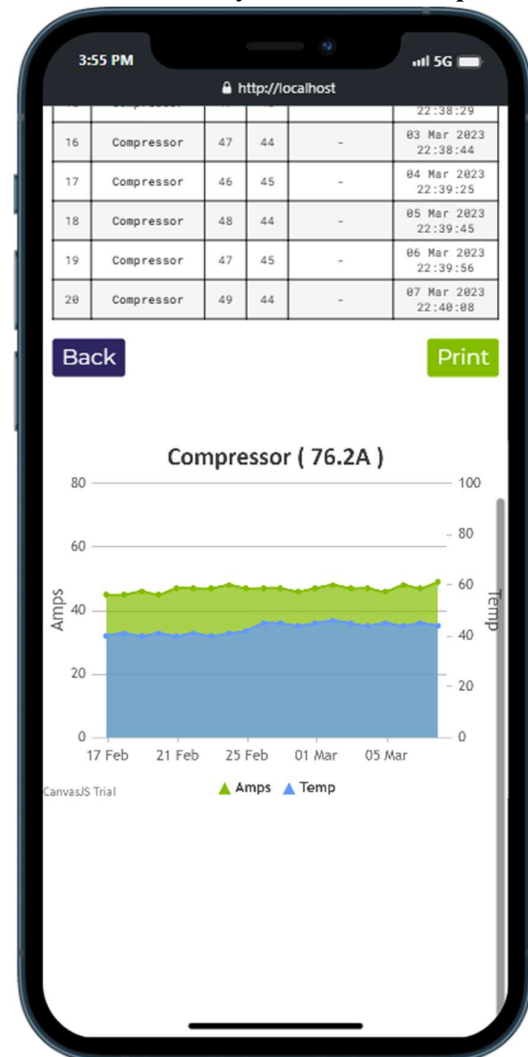 3:55 PM 5G
http://localhost
22:38:29
16 Compressor 47 44 - 03 Mar 2023
22:38:44
17 Compressor 46 45 - 04 Mar 2023
22:39:25
18 Compressor 48 44 - 05 Mar 2023
22:39:45
19 Compressor 47 45 - 06 Mar 2023
22:39:56
20 Compressor 49 44 - 07 Mar 2023
22:40:08
Back Print
Compressor ( 76.2A )
80 100
80
60
60
Amps Temp
40
40
20
20
0 0
17 Feb 21 Feb 25 Feb 01 Mar 05 Mar
CanvasJS Trial Amps Temp